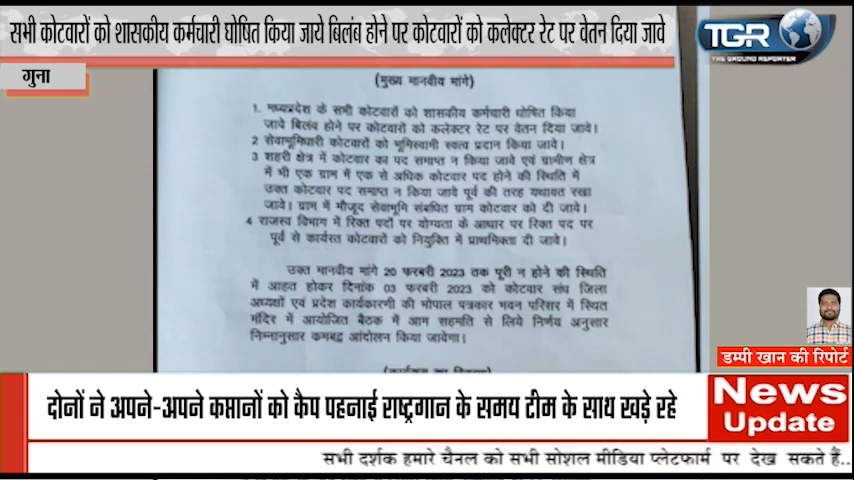 सभी कोटवारों को शासकीय कर्मचारी घोषित किया जाये बिलंब होने पर कोटवारों को कलेक्टर रेट पर वेतन दिया जावे
TGR
THE GROUND REPORTER
गुना
(मुख्य मानवीय मांगे)
1. मध्यप्रदेश के सभी कोटवारों को शासकीय कर्मचारी घोषित किया
जावे बिलंब होने पर कोटवारों को कलेक्टर रेट पर वेतन दिया जावे।
2 सेवाभूमिधारी कोटवारों को भूमिस्वामी स्वत्व प्रदान किया जावे।
3 शहरी क्षेत्र में कोटवार का पद समाप्त न किया जावे एवं ग्रामीण क्षेत्र
में भी एक ग्राम में एक से अधिक कोटवार पद होने की स्थिति में
उक्त कोटवार पद समाप्त न किया जावे पूर्व की तरह यथावत रखा
जावे। ग्राम में मौजूद सेवाभूमि संबधित ग्राम कोटवार को दी जावे।
4 राजस्व विभाग में रिक्त पदों पर योग्यता के आधार पर रिक्त पद पर
पूर्व से कार्यरत कोटवारों को नियुक्ति में प्राथमिकता दी जावे।
उक्त मानवीय मांगे 20 फरबरी 2023 तक पूरी न होने की स्थिति
में आहत होकर दिनांक 03 फरबरी 2023 को कोटवार संघ जिला
अध्यक्षों एवं प्रदेश कार्यकारणी की भोपाल पत्रकार भवन परिसर में स्थित
मंदिर में आयोजित बैठक में आम सहमति से लिये निर्णय अनुसार
निम्नानुसार कमबद्ध आंदोलन किया जावेगा।
डम्पी खान की रिपोर्ट
दोनों ने अपने-अपने कप्तानों को कैप पहनाई राष्ट्रगान के समय टीम के साथ खड़े रहे
News
Update
सभी दर्शक हमारे चैनल को सभी सोशल मीडिया प्लेटफार्म पर देख सकते हैं..